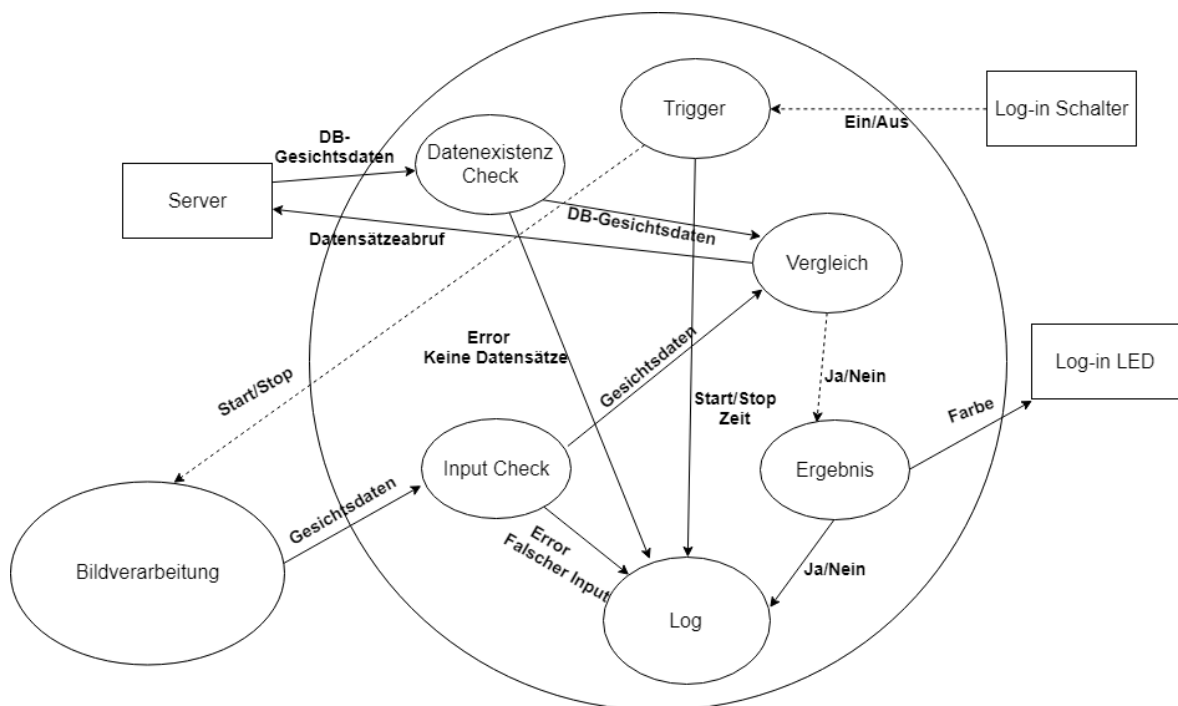 Trigger
Log-in Schalter
Ein/Aus
DB-
Gesichtsdaten
Datenexistenz
Check
Server
DB-Gesichtsdaten
Datensätzeabruf
Vergleich
Error
Keine Datensätze
Gesichtsdaten
Start/Stop
Start/Stop
Zeit
Ja/Nein
Log-in LED
Farbe
Input Check
Ergebnis
Gesichtsdaten
Error
Falscher Input
Bildverarbeitung
Ja/Nein
Log